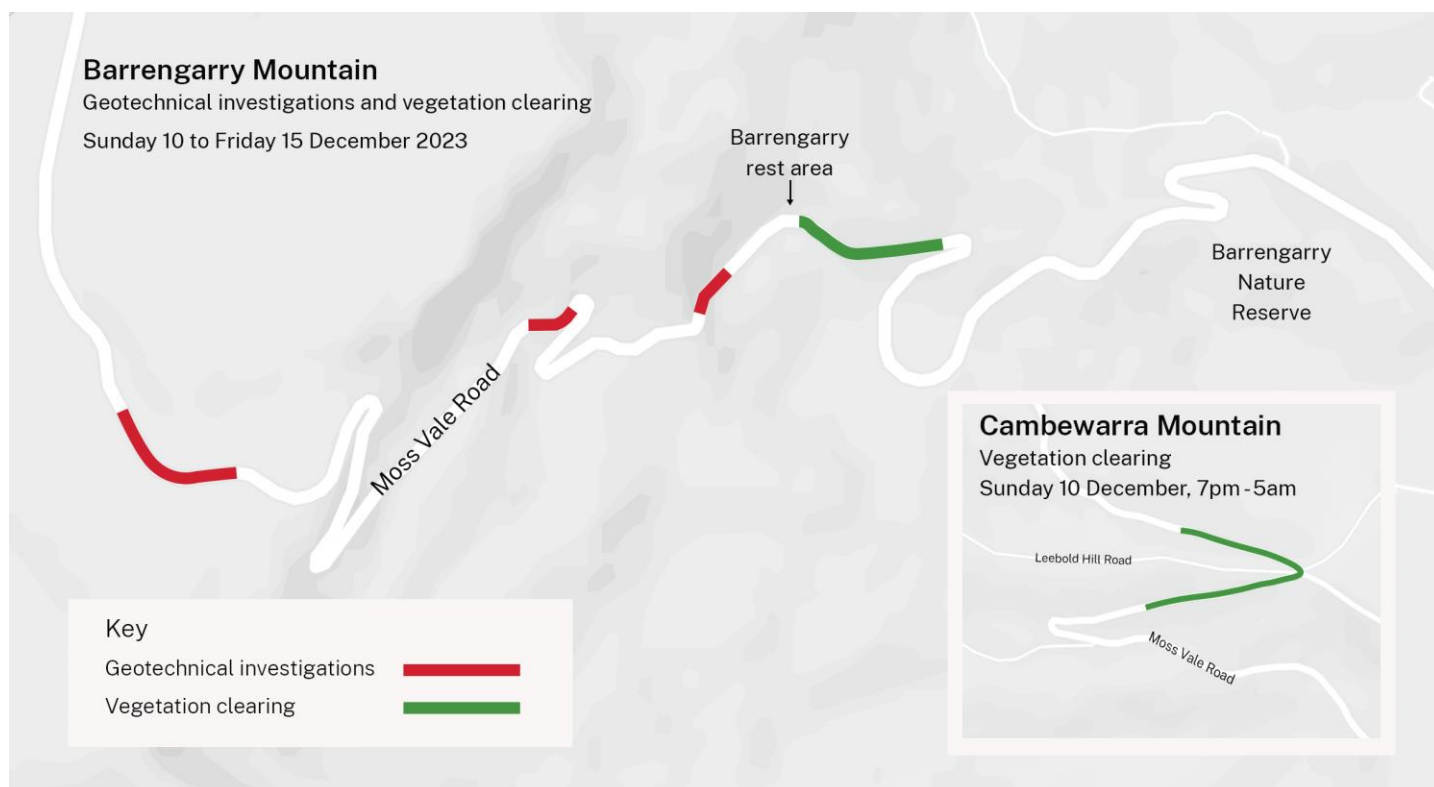 Barrengarry Mountain
Geotechnical investigations and vegetation clearing
Sunday 10 to Friday 15 December 2023
Barrengarry
rest area
Barrengarry
Nature
Reserve
Moss Vale Road
Cambewarra Mountain
Vegetation clearing
Sunday 10 December, 7pm - 5am
Leebold Hill Road
Moss Vale Road
Key
Geotechnical investigations
Vegetation clearing